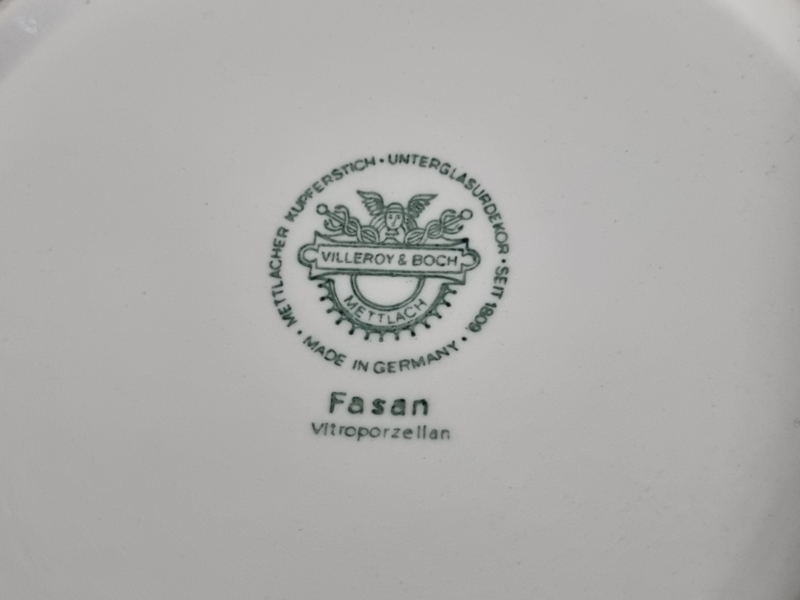 METTLACHER KUPFERSTICH · UNTERGLASURDEKOR · SEIT 1809.
VILLEROY & BOCH
METTLACH
· MADE IN GERMANY ·
Fasan
Vitroporzellan